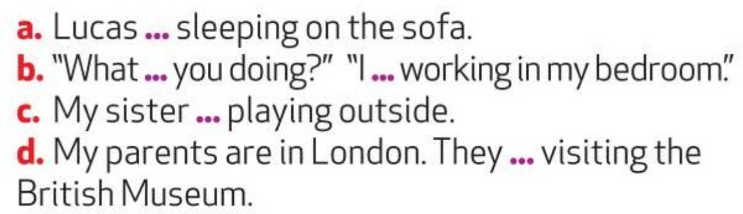 a. Lucas ... sleeping on the sofa.
b. "What ... you doing?" "I ... working in my bedroom."
c. My sister ... playing outside.
d. My parents are in London. They ... visiting the
British Museum.